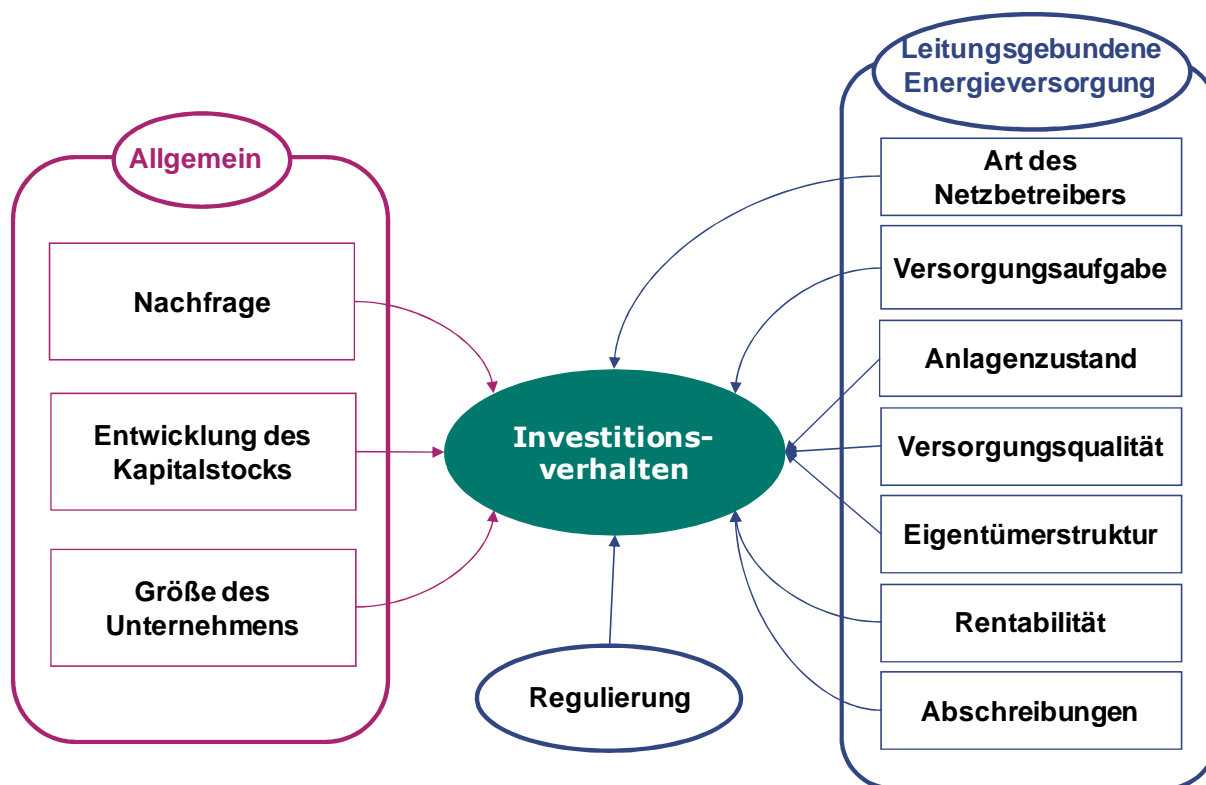 Allgemein
Nachfrage
Entwicklung des
Kapitalstocks
Größe des
Unternehmens
Investitions-
verhalten
Regulierung
Leitungsgebundene
Energieversorgung
Art des
Netzbetreibers
Versorgungsaufgabe
Anlagenzustand
Versorgungsqualität
Eigentümerstruktur
Rentabilität
Abschreibungen